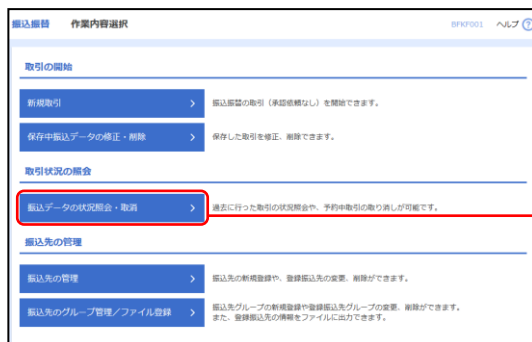 振込振替 作業内容選択 BFKF001 ヘルプ ?
取引の開始
新規取引 振込振替の取引（承認依頼なし）を開始できます。
保存中振込データの修正・削除 保存した取引を修正、削除できます。
取引状況の照会
振込データの状況照会・取消 過去に行った取引の状況照会や、予約中取引の取り消しが可能です。
振込先の管理
振込先の管理 振込先の新規登録や、登録振込先の変更、削除ができます。
振込先のグループ管理/ファイル登録 振込先グループの新規登録や登録振込先グループの変更、削除ができます。
また、登録振込先の情報をファイルに出力できます。